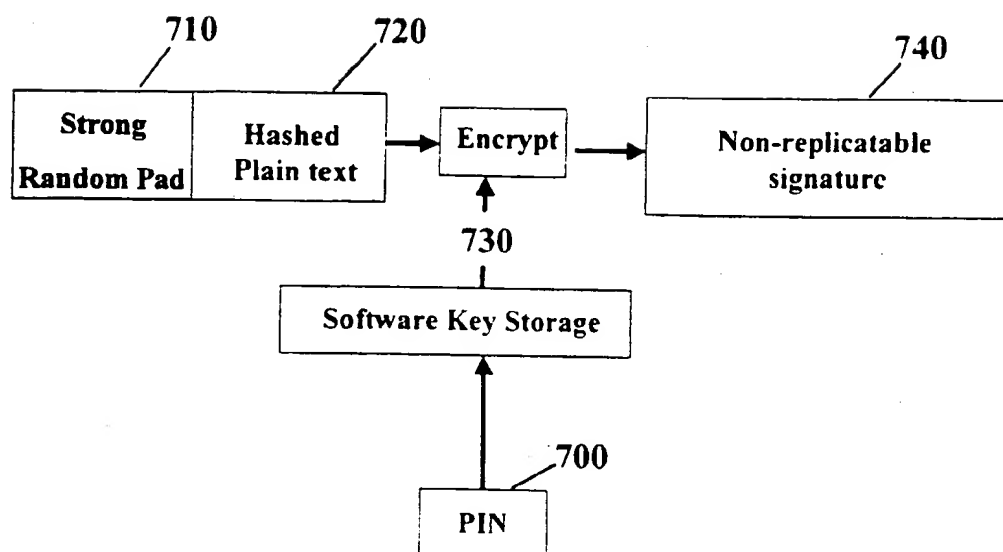 710
720
740
Strong
Random Pad
Hashed
Plain text
Encrypt
Non-replicatable
signature
730
Software Key Storage
700
PIN